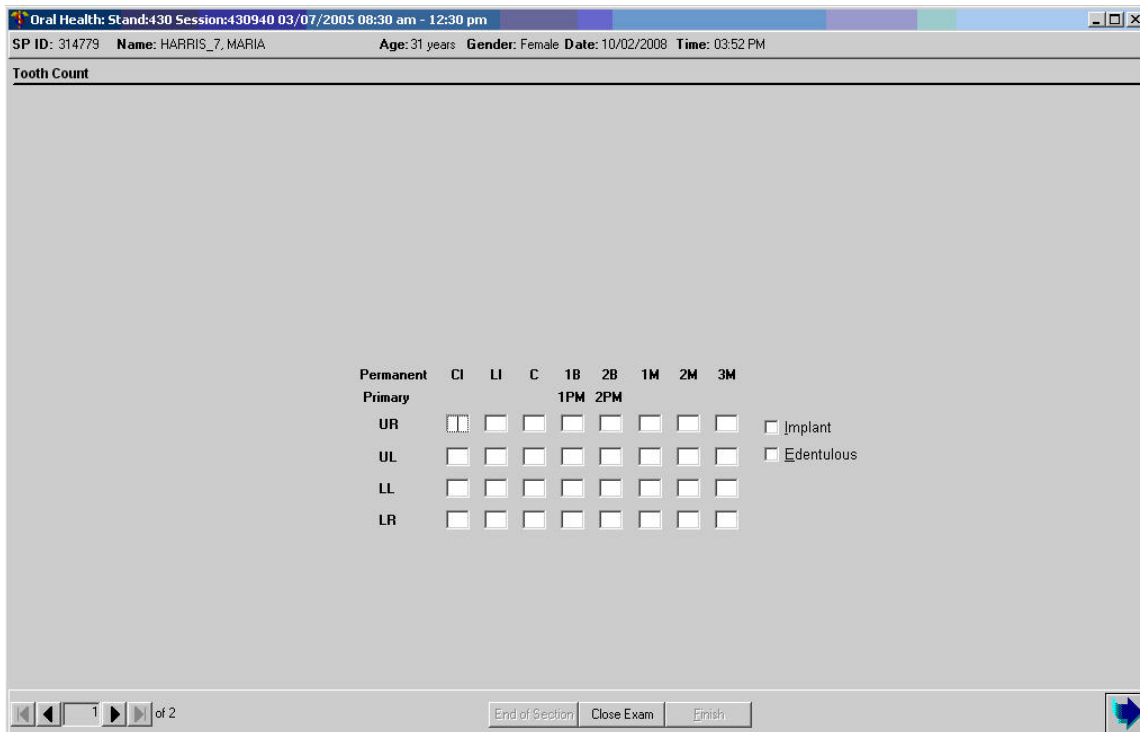 Oral Health: Stand:430 Session:430940 03/07/2005 08:30 am - 12:30 pm
SP ID: 314779 Name: HARRIS_7, MARIA Age: 31 years Gender: Female Date: 10/02/2008 Time: 03:52 PM
Tooth Count
Permanent CI LI C 1B 2B 1M 2M 3M
Primary 1PM 2PM
UR Implant
UL Edentulous
LL
LR
1 of 2 End of Section Close Exam Finish